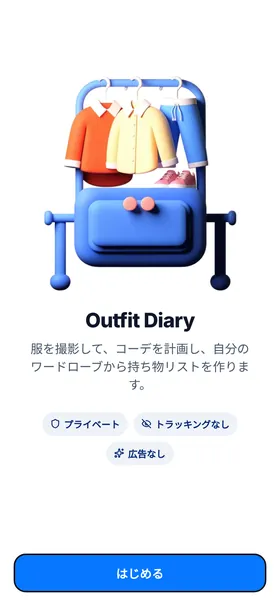 Outfit Diary
服を撮影して、コーデを計画し、自分の
ワードローブから持ち物リストを作りま
す。
プライベート
トラッキングなし
広告なし
はじめる